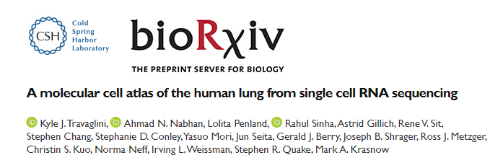 CSH
Cold
Spring
Harbor
Laboratory
bioRχiv
THE PREPRINT SERVER FOR BIOLOGY
A molecular cell atlas of the human lung from single cell RNA sequencing
iD Kyle J. Travaglini, iD Ahmad N. Nabhan, Lolita Penland, iD Rahul Sinha, Astrid Gillich, Rene V. Sit,
Stephen Chang, Stephanie D. Conley, Yasuo Mori, Jun Seita, Gerald J. Berry, Joseph B. Shrager, Ross J. Metzger,
Christin S. Kuo, Norma Neff, Irving L. Weissman, Stephen R. Quake, Mark A. Krasnow